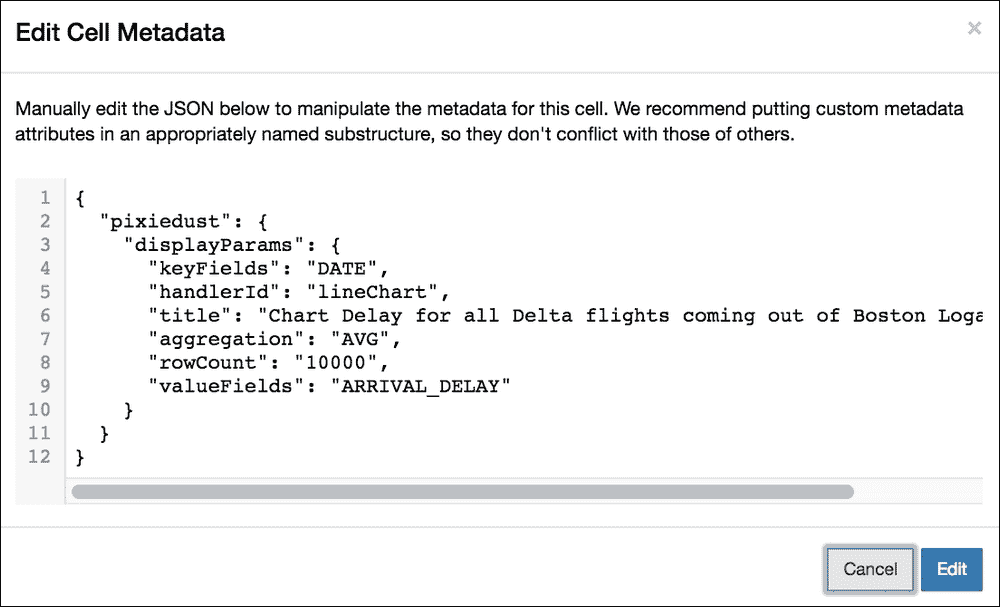 Edit Cell Metadata
×
Manually edit the JSON below to manipulate the metadata for this cell. We recommend putting custom metadata
attributes in an appropriately named substructure, so they don't conflict with those of others.
1 {
2 "pixiedust": {
3 "displayParams": {
4 "keyFields": "DATE",
5 "handlerId": "lineChart",
6 "title": "Chart Delay for all Delta flights coming out of Boston Loga
7 "aggregation": "AVG",
8 "rowCount": "10000",
9 "valueFields": "ARRIVAL_DELAY"
10 }
11 }
12 }
Cancel Edit